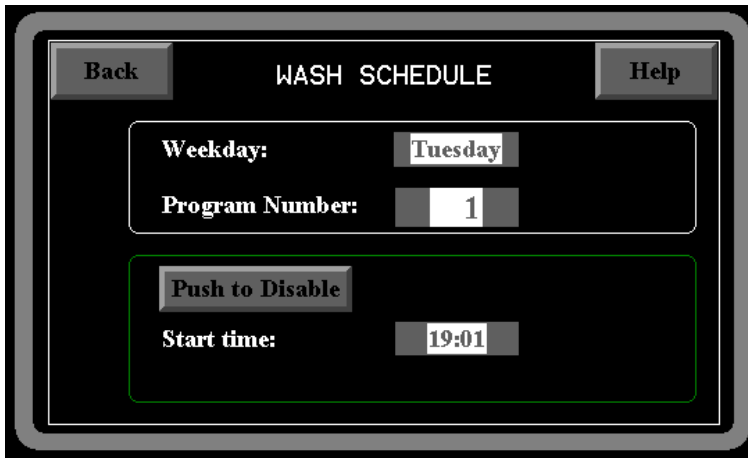 Back WASH SCHEDULE Help
Weekday: Tuesday
Program Number: 1
Push to Disable
Start time: 19:01